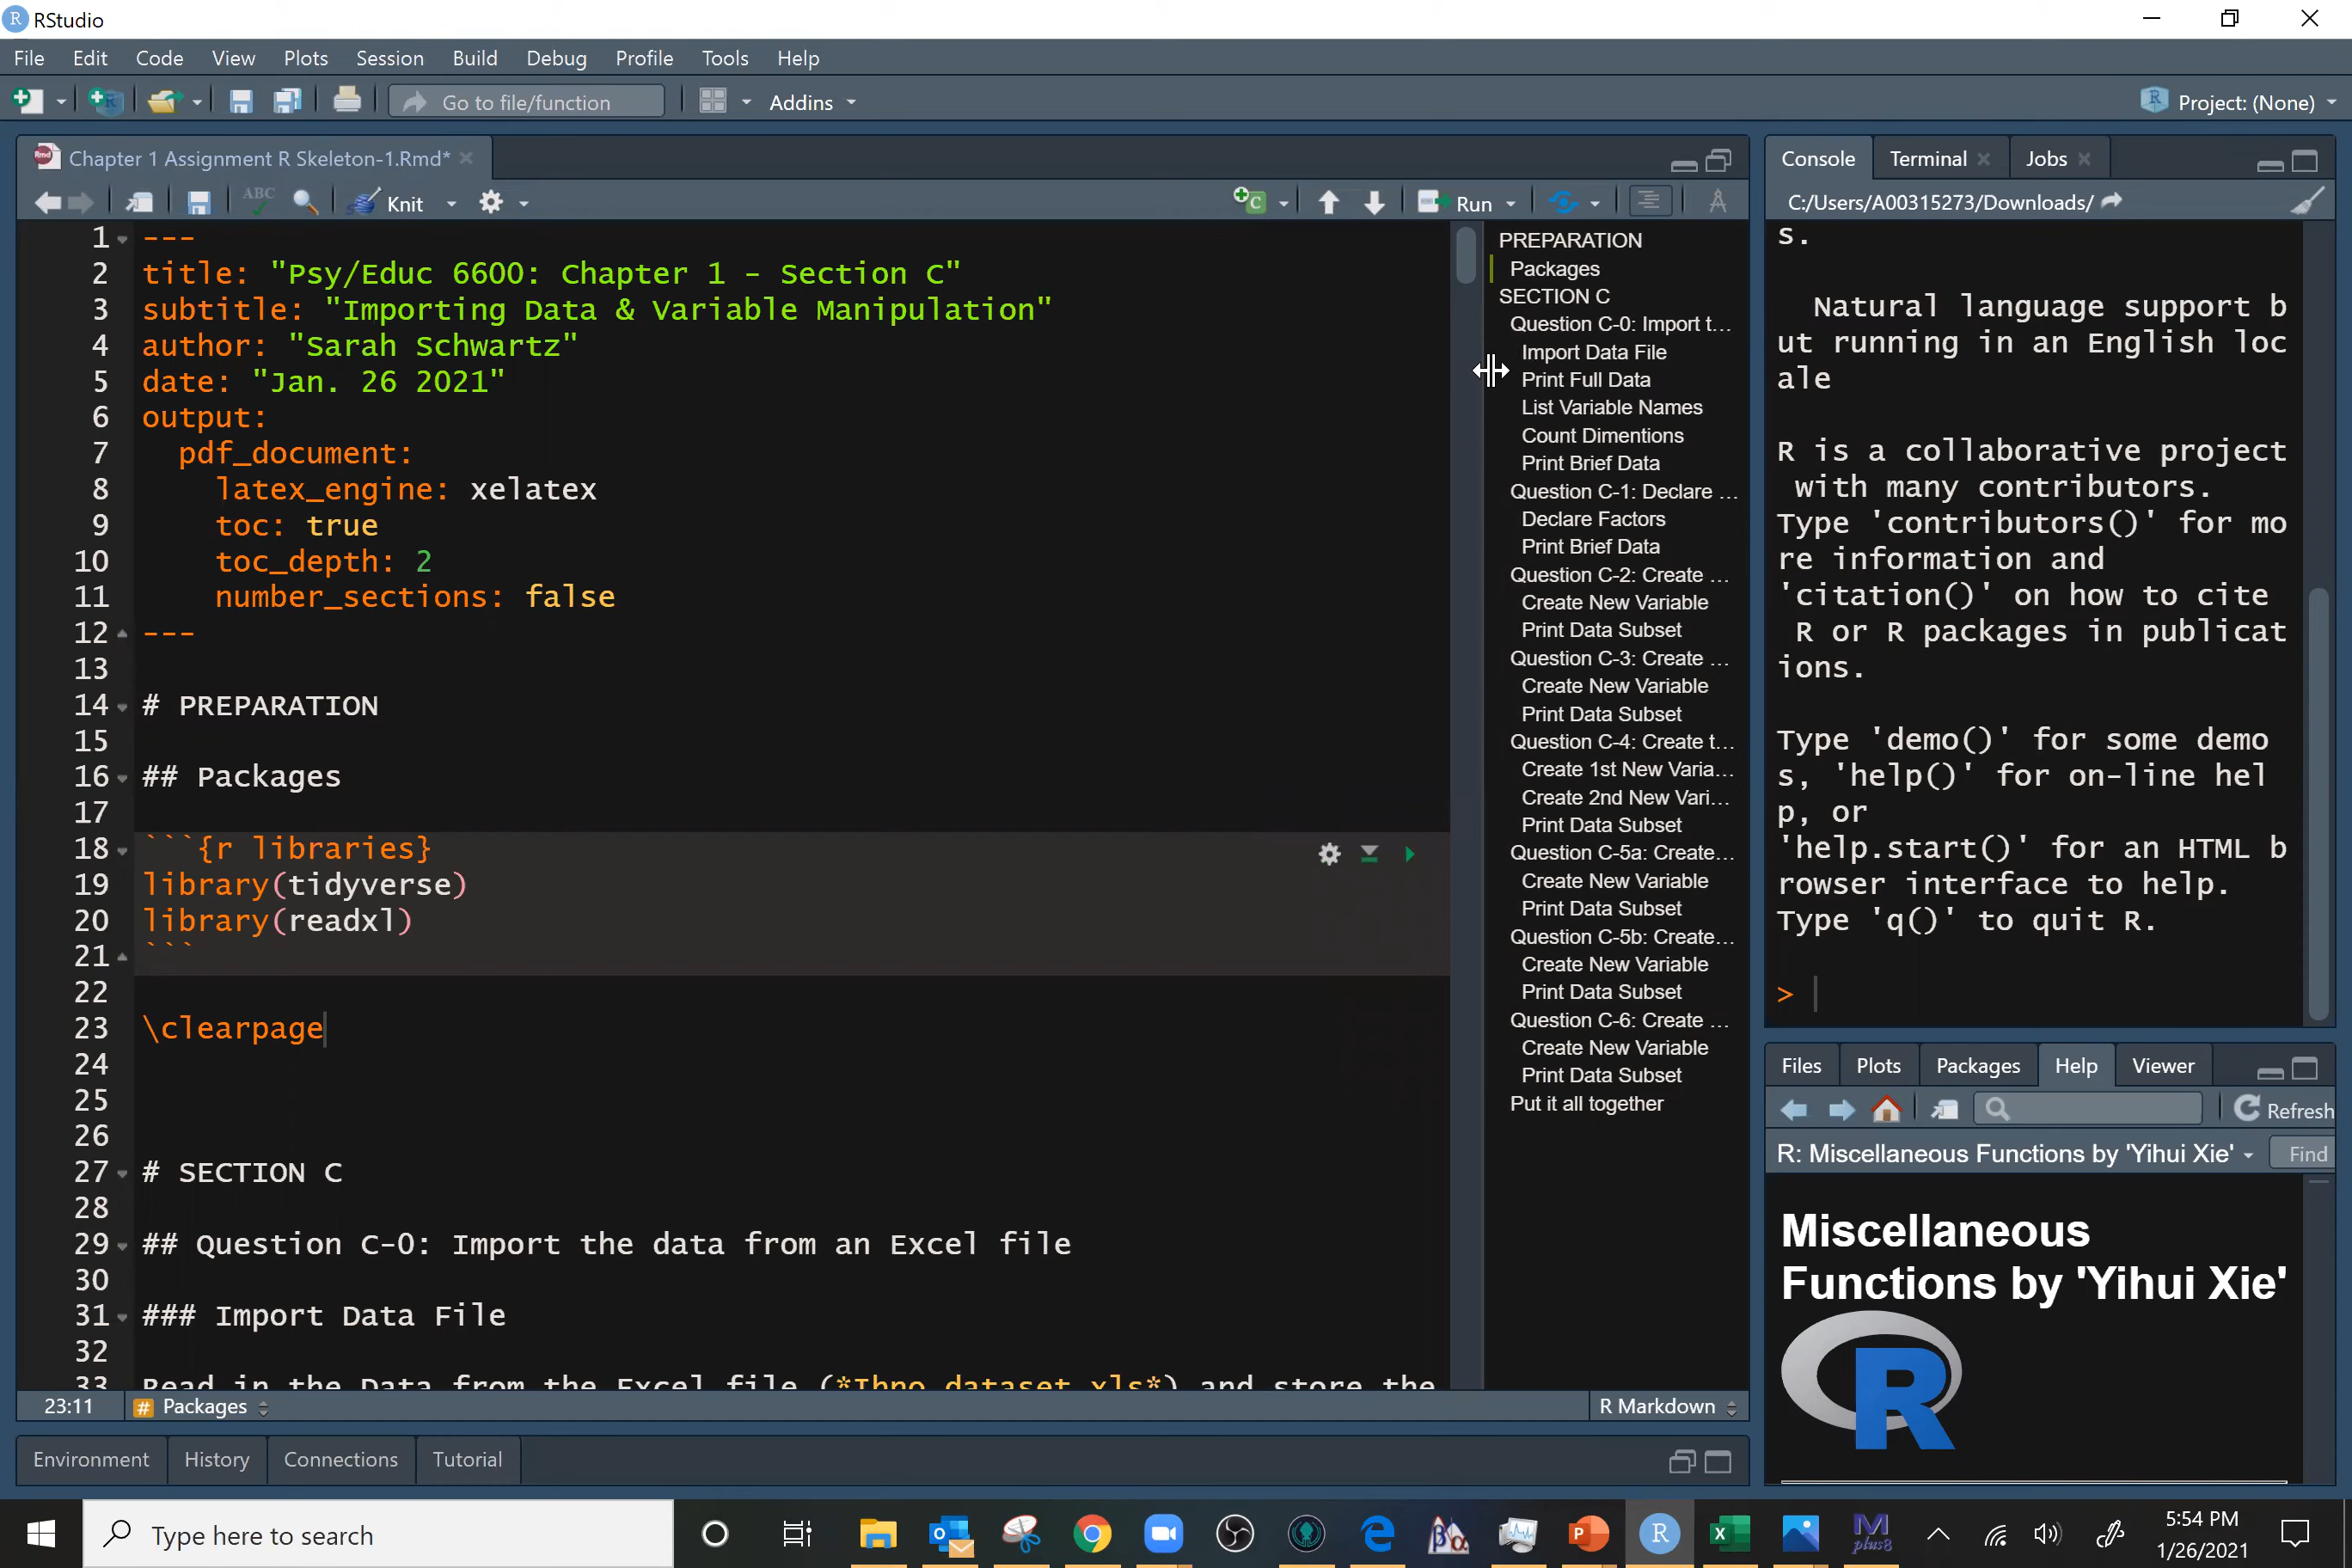 RStudio
File Edit Code View Plots Session Build Debug Profile Tools Help
Go to file/function Addins Project: (None)
Chapter 1 Assignment R Skeleton-1.Rmd*
ABC Knit Run
1 ---
2 title: "Psy/Educ 6600: Chapter 1 - Section C"
3 subtitle: "Importing Data & Variable Manipulation"
4 author: "Sarah Schwartz"
5 date: "Jan. 26 2021"
6 output:
7 pdf_document:
8 latex_engine: xelatex
9 toc: true
10 toc_depth: 2
11 number_sections: false
12 ---
13
14 # PREPARATION
15
16 ## Packages
17
18 ```{r libraries}
19 library(tidyverse)
20 library(readxl)
21 ```
22
23 \clearpage
24
25
26
27 # SECTION C
28
29 ## Question C-0: Import the data from an Excel file
30
31 ### Import Data File
32
33 Read in the Data from the Excel file (*Ihno_dataset.xls*) and store the
23:11 # Packages R Markdown
PREPARATION
Packages
SECTION C
Question C-0: Import t...
Import Data File
Print Full Data
List Variable Names
Count Dimentions
Print Brief Data
Question C-1: Declare ...
Declare Factors
Print Brief Data
Question C-2: Create ...
Create New Variable
Print Data Subset
Question C-3: Create ...
Create New Variable
Print Data Subset
Question C-4: Create t...
Create 1st New Varia...
Create 2nd New Vari...
Print Data Subset
Question C-5a: Create...
Create New Variable
Print Data Subset
Question C-5b: Create...
Create New Variable
Print Data Subset
Question C-6: Create ...
Create New Variable
Print Data Subset
Put it all together
Environment History Connections Tutorial
Console Terminal Jobs
C:/Users/A00315273/Downloads/
s.
Natural language support b
ut running in an English loc
ale
R is a collaborative project
with many contributors.
Type 'contributors()' for mo
re information and
'citation()' on how to cite
R or R packages in publicat
ions.
Type 'demo()' for some demo
s, 'help()' for on-line hel
p, or
'help.start()' for an HTML b
rowser interface to help.
Type 'q()' to quit R.
>
Files Plots Packages Help Viewer
Refresh
R: Miscellaneous Functions by 'Yihui Xie' Find
Miscellaneous
Functions by 'Yihui Xie'
R
Type here to search
5:54 PM
1/26/2021